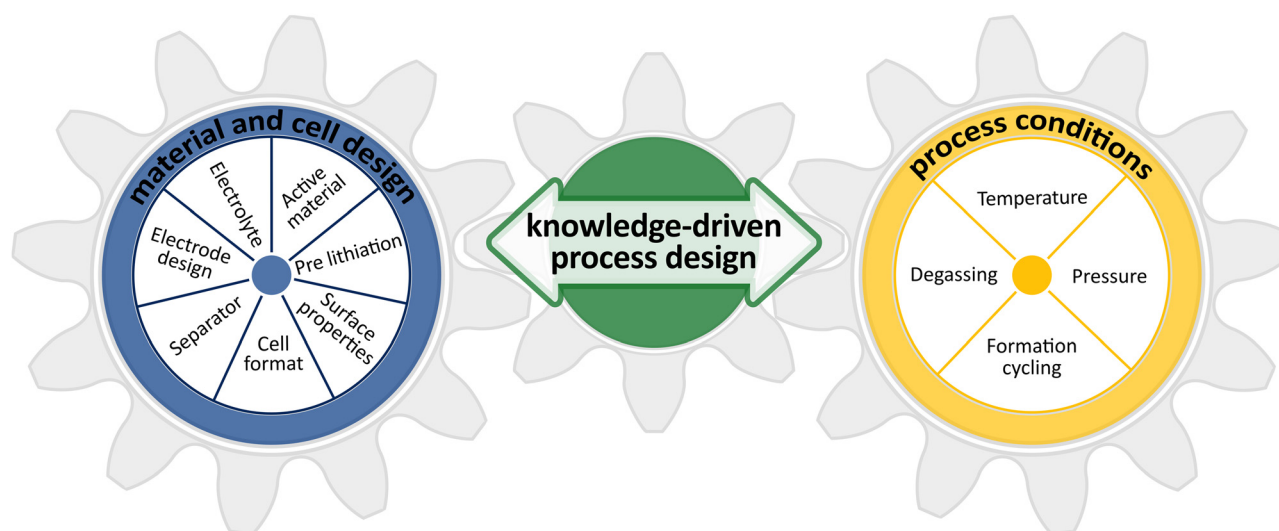 material and cell design
Electrolyte
Active
material
Electrode
design
Pre lithiation
Separator
Surface
properties
Cell
format
knowledge-driven
process design
process conditions
Temperature
Degassing
Pressure
Formation
cycling